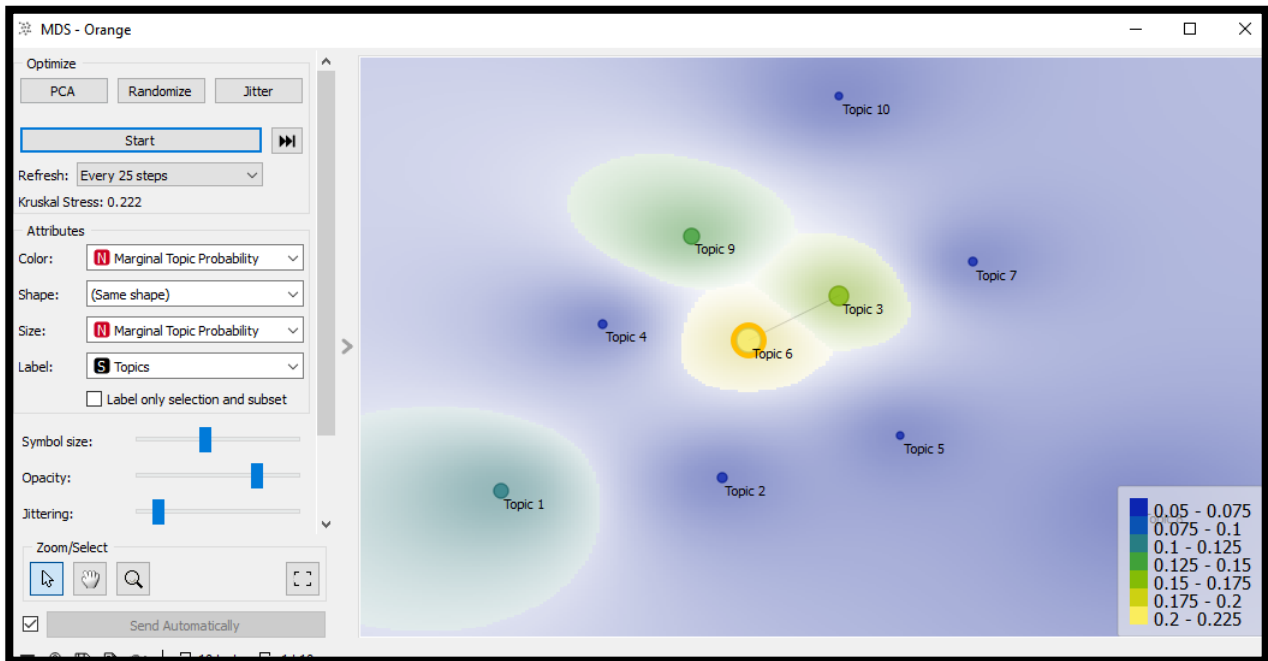 MDS - Orange
Optimize
PCA
Randomize
Jitter
Start
Refresh: Every 25 steps
Kruskal Stress: 0.222
Attributes
Color: N Marginal Topic Probability
Shape: (Same shape)
Size: N Marginal Topic Probability
Label: S Topics
Label only selection and subset
Symbol size:
Opacity:
Jittering:
Zoom/Select
Send Automatically
Topic 10
Topic 9
Topic 7
Topic 3
Topic 4
Topic 6
Topic 5
Topic 2
Topic 1
0.05 - 0.075
0.075 - 0.1
0.1 - 0.125
0.125 - 0.15
0.15 - 0.175
0.175 - 0.2
0.2 - 0.225